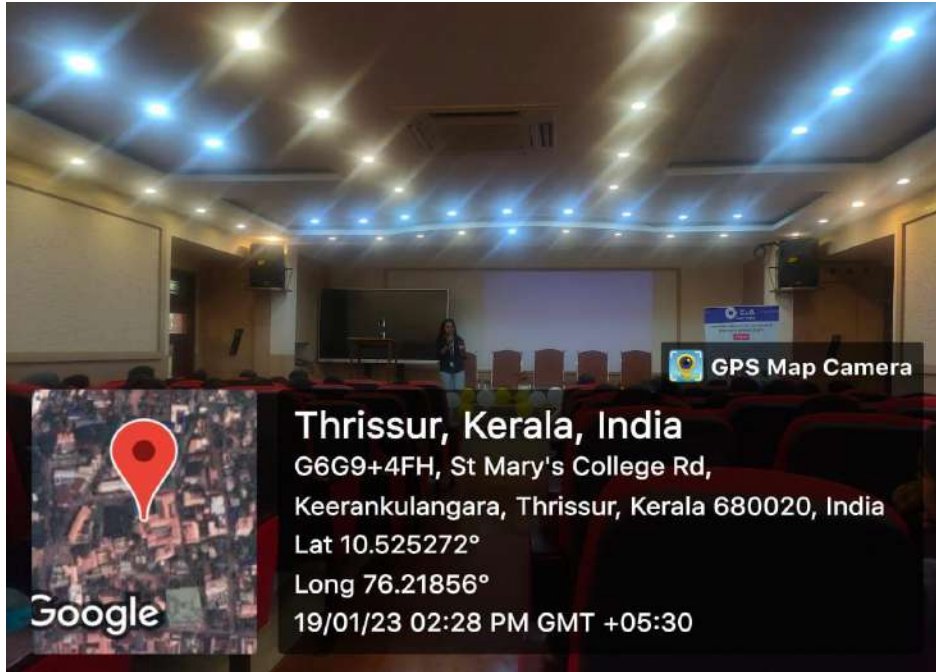 GPS Map Camera
Thrissur, Kerala, India
G6G9+4FH, St Mary's College Rd,
Keerankulangara, Thrissur, Kerala 680020, India
Lat 10.525272°
Long 76.21856°
19/01/23 02:28 PM GMT +05:30
Google